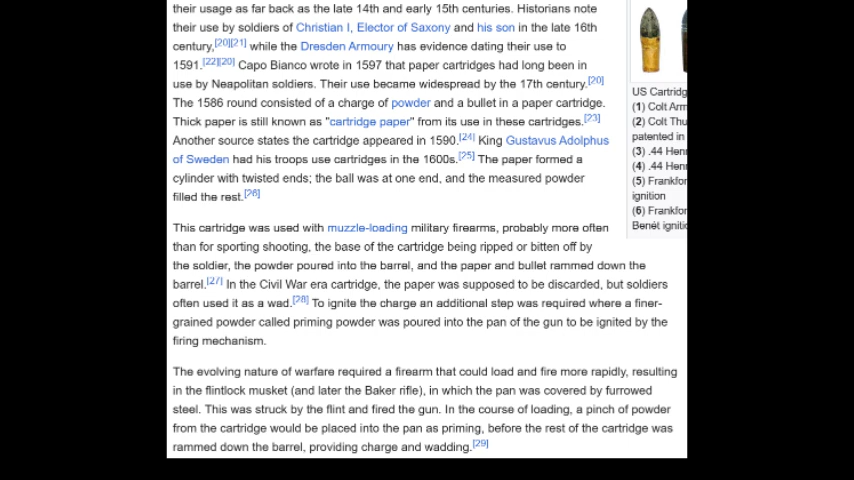 their usage as far back as the late 14th and early 15th centuries. Historians note
their use by soldiers of Christian I, Elector of Saxony and his son in the late 16th
century,[20][21] while the Dresden Armoury has evidence dating their use to
1591.[22][20] Capo Bianco wrote in 1597 that paper cartridges had long been in
use by Neapolitan soldiers. Their use became widespread by the 17th century.[20]
The 1586 round consisted of a charge of powder and a bullet in a paper cartridge.
Thick paper is still known as "cartridge paper" from its use in these cartridges.[23]
Another source states the cartridge appeared in 1590.[24] King Gustavus Adolphus
of Sweden had his troops use cartridges in the 1600s.[25] The paper formed a
cylinder with twisted ends; the ball was at one end, and the measured powder
filled the rest.[26]
US Cartridg
(1) Colt Arm
(2) Colt Thu
patented in
(3) .44 Henr
(4) .44 Henr
(5) Frankfor
ignition
(6) Frankfor
Benét igniti
This cartridge was used with muzzle-loading military firearms, probably more often
than for sporting shooting, the base of the cartridge being ripped or bitten off by
the soldier, the powder poured into the barrel, and the paper and bullet rammed down the
barrel.[27] In the Civil War era cartridge, the paper was supposed to be discarded, but soldiers
often used it as a wad.[28] To ignite the charge an additional step was required where a finer-
grained powder called priming powder was poured into the pan of the gun to be ignited by the
firing mechanism.
The evolving nature of warfare required a firearm that could load and fire more rapidly, resulting
in the flintlock musket (and later the Baker rifle), in which the pan was covered by furrowed
steel. This was struck by the flint and fired the gun. In the course of loading, a pinch of powder
from the cartridge would be placed into the pan as priming, before the rest of the cartridge was
rammed down the barrel, providing charge and wadding.[29]